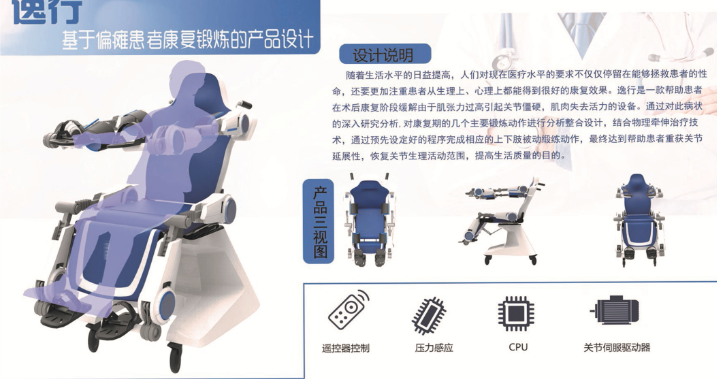 逸行
基于偏瘫患者康复锻炼的产品设计
设计说明
随着生活水平的日益提高，人们对现在医疗水平的要求不仅仅停留在能够拯救患者的性
命，还要更加注重患者从生理上、心理上都能得到很好的康复效果。逸行是一款帮助患者
在术后康复阶段缓解由于肌张力过高引起关节僵硬，肌肉失去活力的设备。通过对此病状
的深入研究分析.对康复期的几个主要锻炼动作进行分析整合设计，结合物理牵伸治疗技
术，通过预先设定好的程序完成相应的上下肢被动锻练动作，最终达到帮助患者重获关节
延展性，恢复关节生理活动范围，提高生活质量的目的。
产品三视图
遥控器控制
压力感应
CPU
关节伺服驱动器